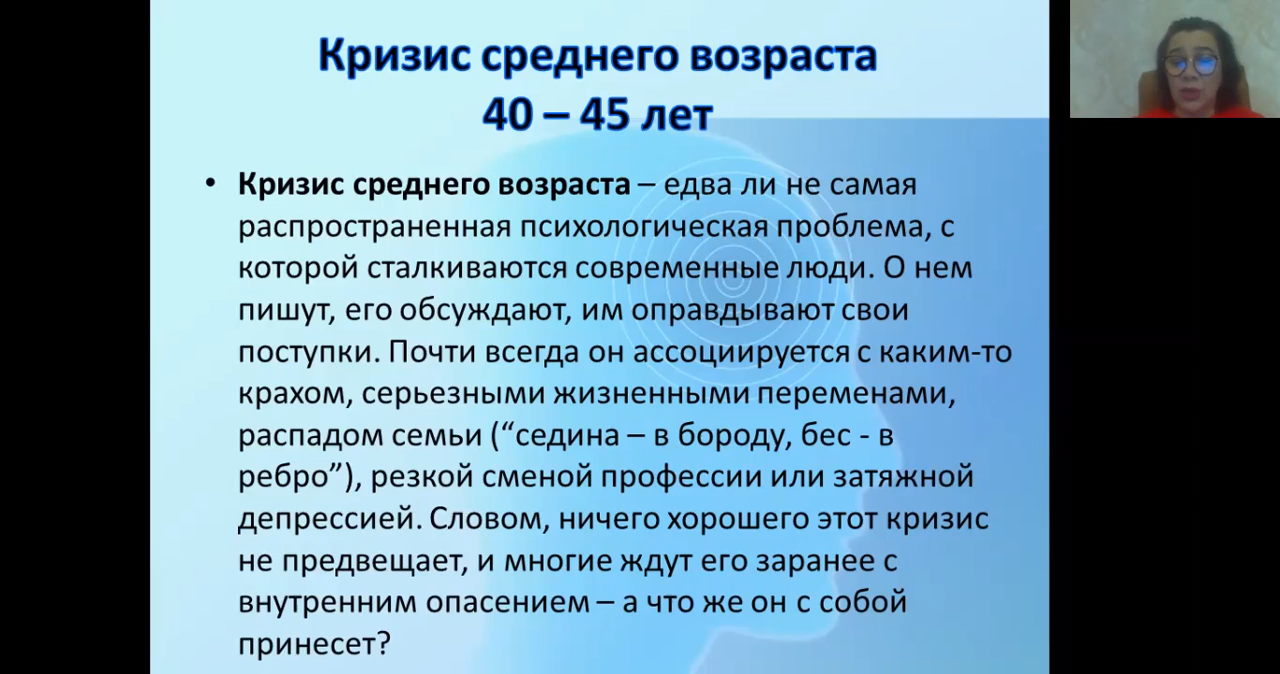 Кризис среднего возраста
40 – 45 лет
• Кризис среднего возраста – едва ли не самая
распространенная психологическая проблема, с
которой сталкиваются современные люди. О нем
пишут, его обсуждают, им оправдывают свои
поступки. Почти всегда он ассоциируется с каким-то
крахом, серьезными жизненными переменами,
распадом семьи (“седина – в бороду, бес - в
ребро”), резкой сменой профессии или затяжной
депрессией. Словом, ничего хорошего этот кризис
не предвещает, и многие ждут его заранее с
внутренним опасением – а что же он с собой
принесет?